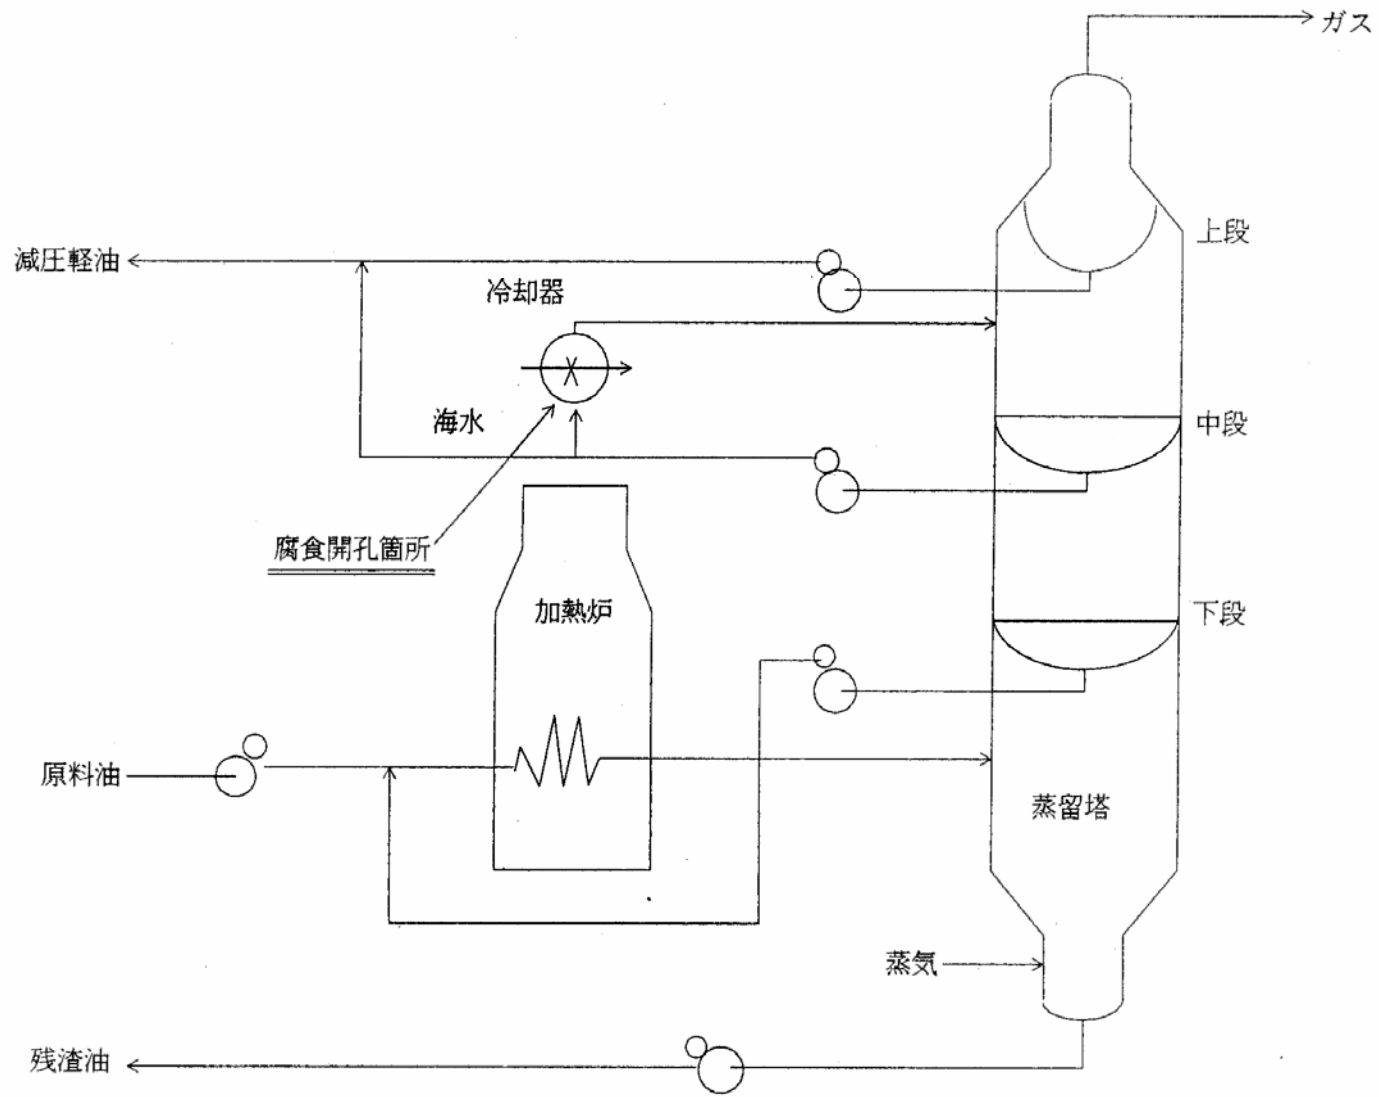 ガス
上段
減圧軽油
冷却器
海水
中段
腐食開孔箇所
加熱炉
下段
原料油
蒸留塔
蒸気
残渣油